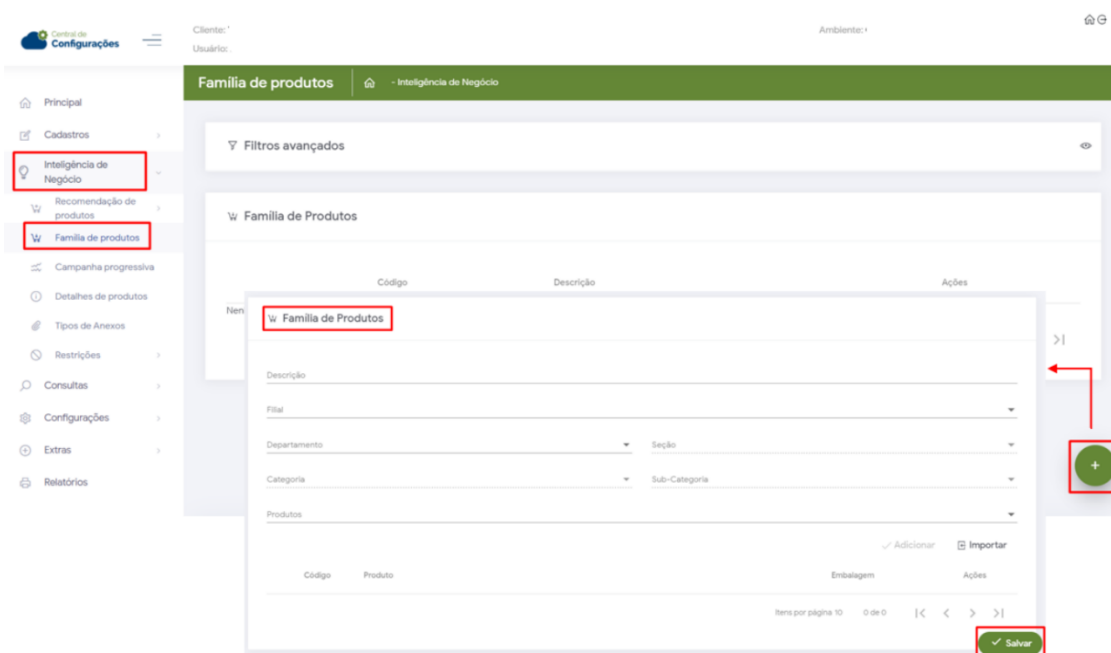 Central de
Configurações
Cliente:
Usuário:
Ambiente:
Família de produtos
- Inteligência de Negócio
Principal
Cadastros
Inteligência de
Negócio
Recomendação de
produtos
Família de produtos
Campanha progressiva
Detalhes de produtos
Tipos de Anexos
Restrições
Consultas
Configurações
Extras
Relatórios
Filtros avançados
Família de Produtos
Código Descrição Ações
Nen
Família de Produtos
Descrição
Filial
Departamento Seção
Categoria Sub-Categoria
Produtos
Adicionar Importar
Código Produto Embalagem Ações
Itens por página 10 0 de 0
Salvar